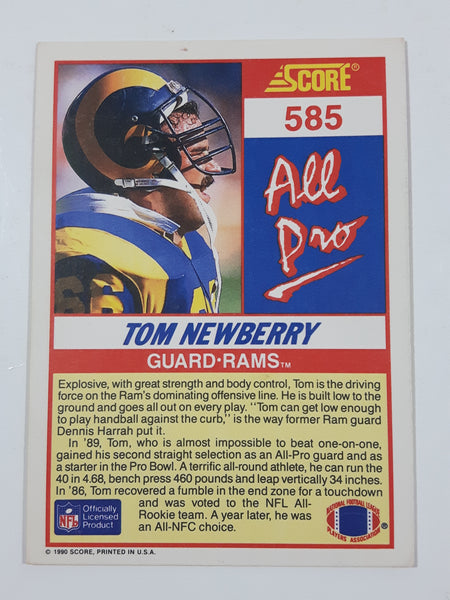 SCORE®
585
All
Pro
66
TOM NEWBERRY
GUARD•RAMS™
Explosive, with great strength and body control, Tom is the driving
force on the Ram's dominating offensive line. He is built low to the
ground and goes all out on every play. "Tom can get low enough
to play handball against the curb," is the way former Ram guard
Dennis Harrah put it.
In '89, Tom, who is almost impossible to beat one-on-one,
gained his second straight selection as an All-Pro guard and as
a starter in the Pro Bowl. A terrific all-round athlete, he can run the
40 in 4.68, bench press 460 pounds and leap vertically 34 inches.
In '86, Tom recovered a fumble in the end zone for a touchdown
and was voted to the NFL All-
Rookie team. A year later, he was
an All-NFC choice.
NFL
Officially
Licensed
Product
NATIONAL FOOTBALL LEAGUE
PLAYERS ASSOCIATION
®
© 1990 SCORE, PRINTED IN U.S.A.